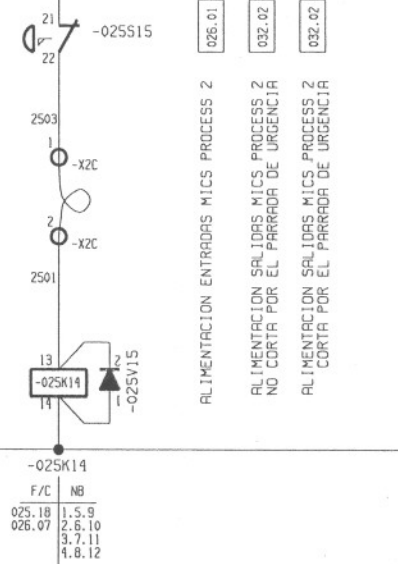 21
-025S15
22
2503
1
-X2C
2
-X2C
2501
13
2
-025K14
-025V15
14
1
-025K14
F/C NB
025.18 1.5.9
026.07 2.6.10
3.7.11
4.8.12
026.01
ALIMENTACION ENTRADAS MICS PROCESS 2
032.02
ALIMENTACION SALIDAS MICS PROCESS 2
NO CORTA POR EL PARRADA DE URGENCIA
032.02
ALIMENTACION SALIDAS MICS PROCESS 2
CORTA POR EL PARRADA DE URGENCIA